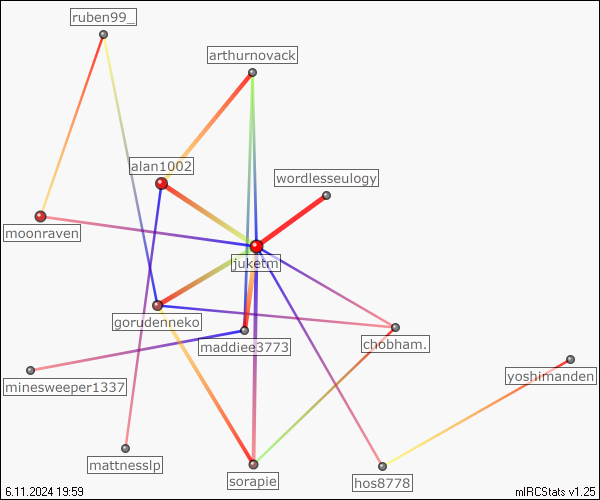 ruben99_
arthurnovack
alan1002
wordlesseulogy
moonraven
juketm
gorudenneko
maddiee3773
chobham.
minesweeper1337
yoshimanden
mattnesslp
sorapie
hos8778
6.11.2024 19:59
mIRCStats v1.25